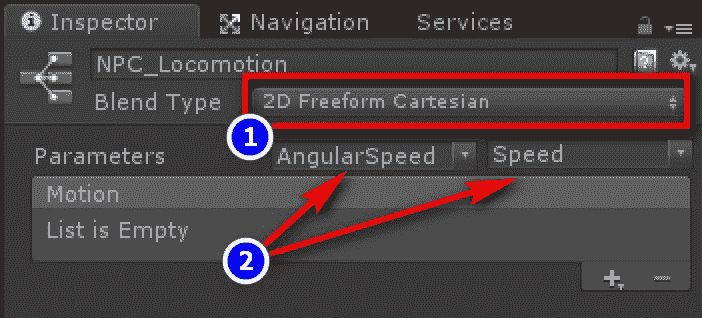 Inspector Navigation Services
NPC_Locomotion
Blend Type 2D Freeform Cartesian
1
Parameters AngularSpeed Speed
Motion
List is Empty
2